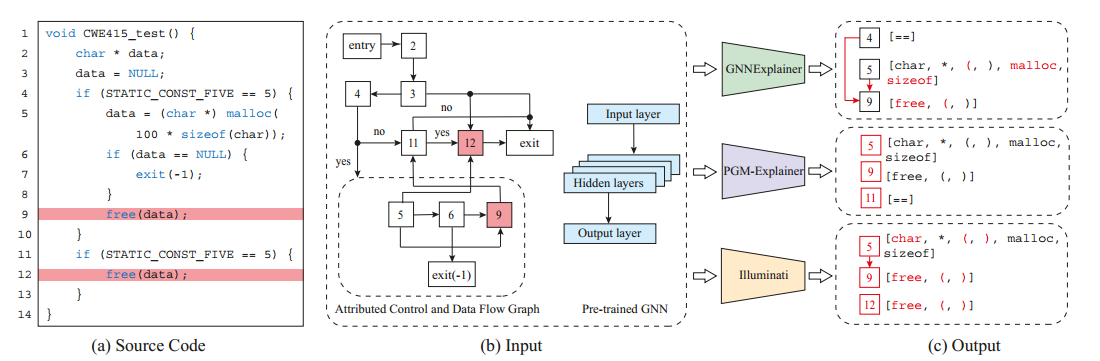 1 void CWE415_test() {
2 char * data;
3 data = NULL;
4 if (STATIC_CONST_FIVE == 5) {
5 data = (char *) malloc(
100 * sizeof(char));
6 if (data == NULL) {
7 exit(-1);
8 }
9 free(data);
10 }
11 if (STATIC_CONST_FIVE == 5) {
12 free(data);
13 }
14 }
(a) Source Code
entry
2
4
3
no
no
11
yes
12
exit
yes
5
6
9
exit(-1)
Attributed Control and Data Flow Graph
Input layer
Hidden layers
Output layer
Pre-trained GNN
(b) Input
GNNExplainer
PGM-Explainer
Illuminati
4 [==]
5 [char, *, (, ), malloc,
sizeof]
9 [free, (, )]
5 [char, *, (, ), malloc,
sizeof]
9 [free, (, )]
11 [==]
5 [char, *, (, ), malloc,
sizeof]
9 [free, (, )]
12 [free, (, )]
(c) Output